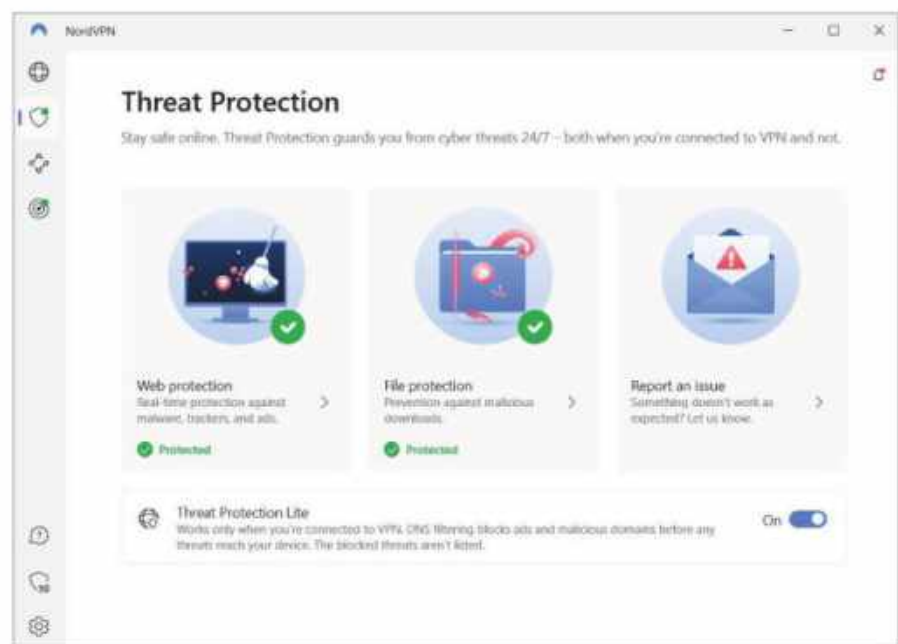 NordVPN
Threat Protection
Stay safe online. Threat Protection guards you from cyber threats 24/7 – both when you're connected to VPN and not.
Web protection
Real-time protection against
malware, trackers, and ads.
Protected
File protection
Prevention against malicious
downloads.
Protected
Report an issue
Something doesn't work as
expected? Let us know.
Threat Protection Lite
Works only when you're connected to VPN. DNS filtering blocks ads and malicious domains before any
threats reach your device. The blocked threats aren't listed.
On